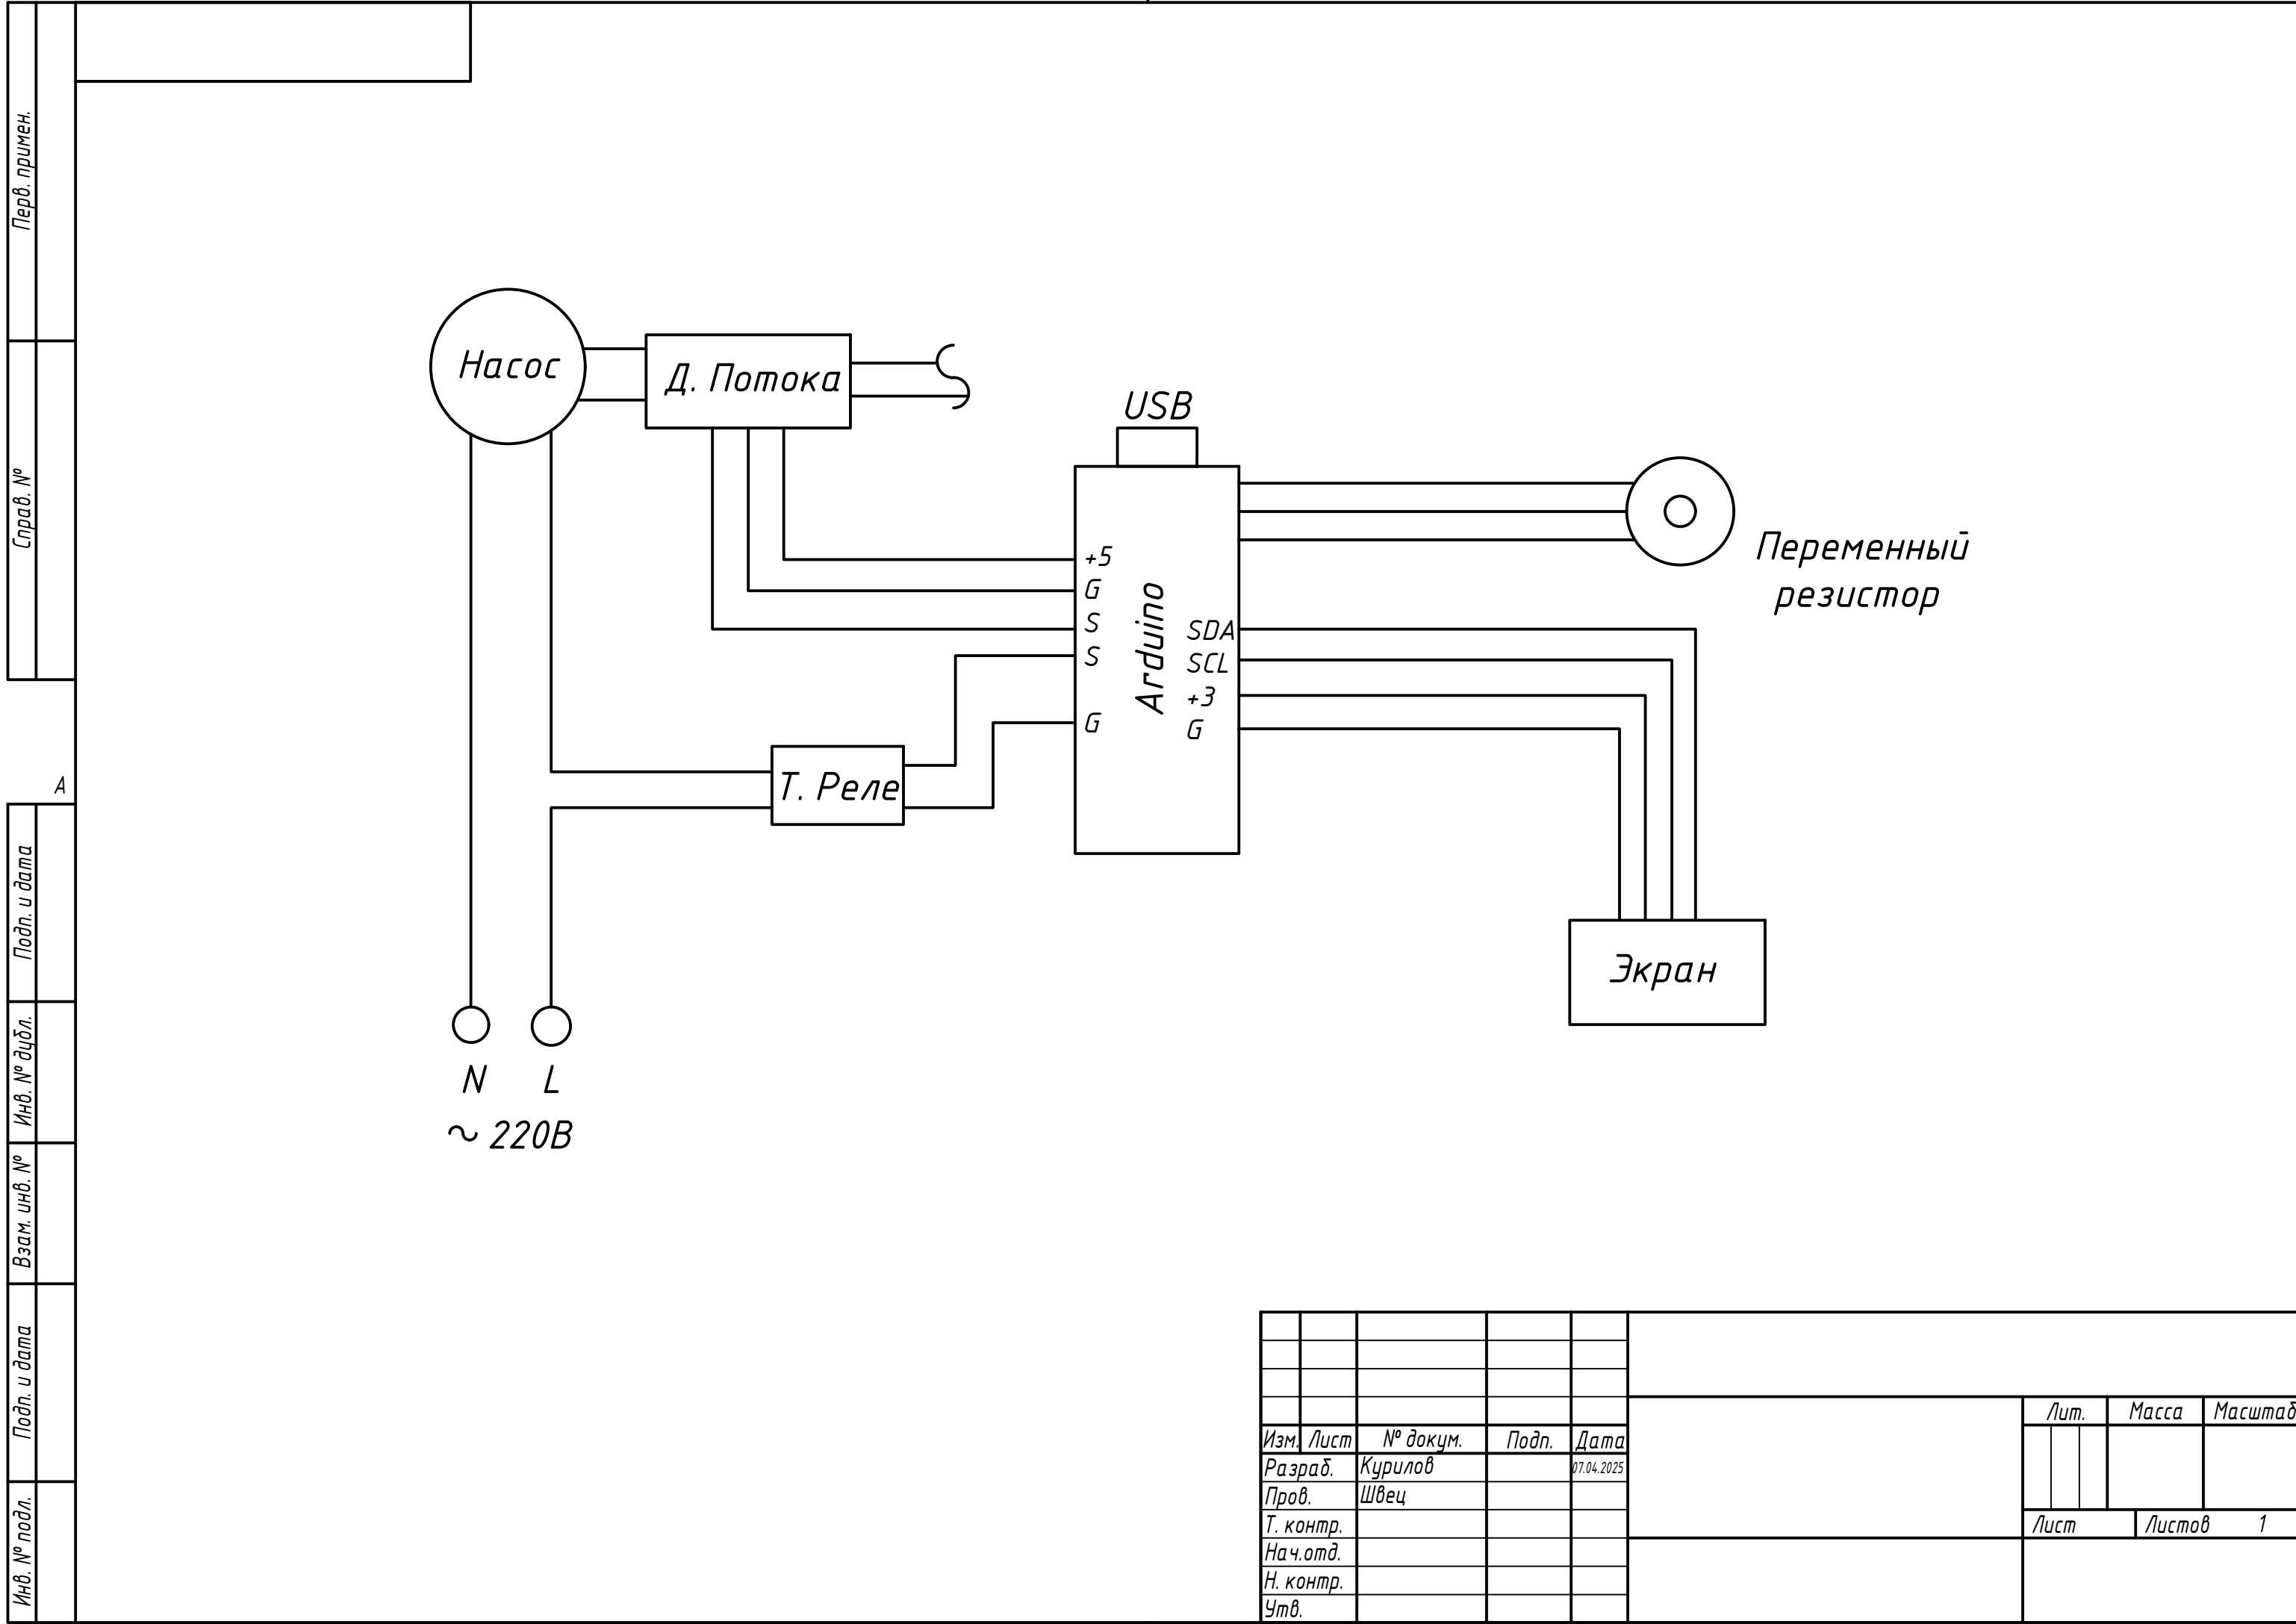 Перв. примен.
Справ. №
А
Подп. и дата
Инв. № дубл.
Взам. инв. №
Подп. и дата
Инв. № подл.
Насос
Д. Потока
USB
Переменный
резистор
+5
G
S
S
G
Arduino
SDA
SCL
+3
G
Т. Реле
Экран
N L
~ 220В
Лит. Масса Масштаб
Изм. Лист № докум. Подп. Дата
Разраб. Курилов 07.04.2025
Пров. Швец
Т. контр. Лист Листов 1
Нач.отд.
Н. контр.
Утв.